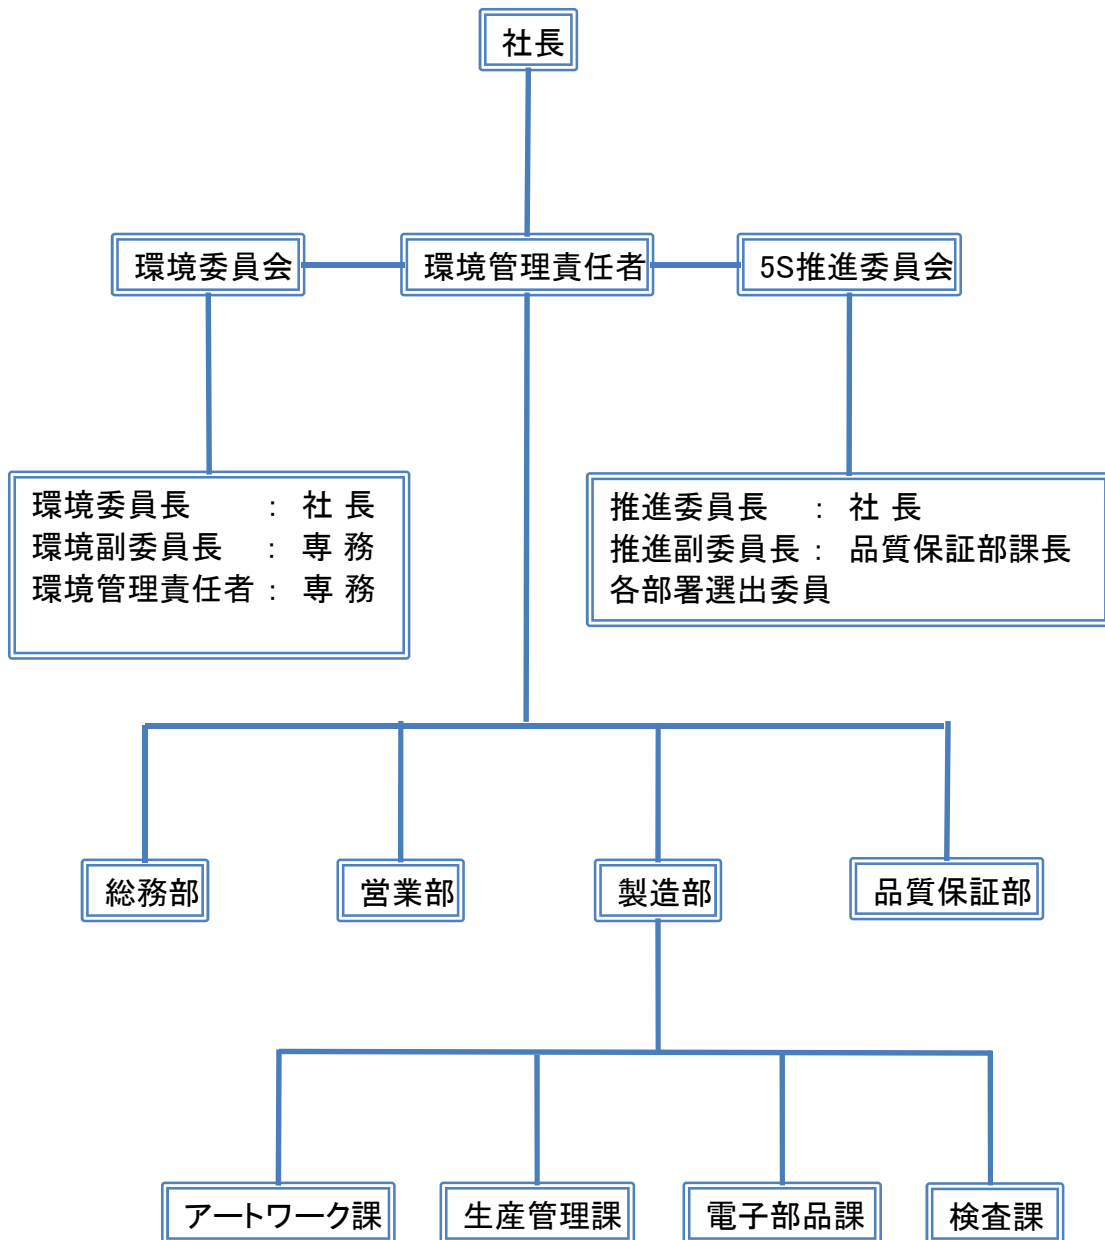 社長
環境委員会
環境管理責任者
5S推進委員会
環境委員長 : 社 長
環境副委員長 : 専 務
環境管理責任者 : 専 務
推進委員長 : 社 長
推進副委員長 : 品質保証部課長
各部署選出委員
総務部
営業部
製造部
品質保証部
アートワーク課
生産管理課
電子部品課
検査課